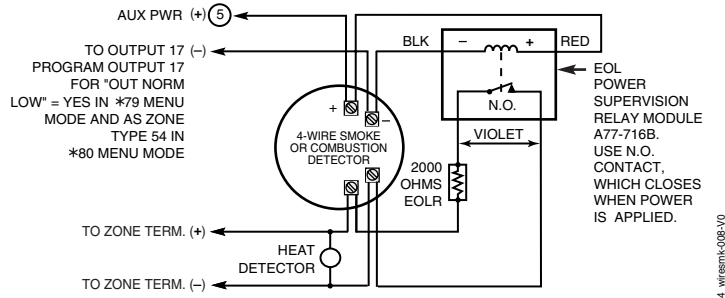 AUX PWR (+) 5
TO OUTPUT 17 (–)
PROGRAM OUTPUT 17
FOR "OUT NORM
LOW" = YES IN *79 MENU
MODE AND AS ZONE
TYPE 54 IN
*80 MENU MODE
+
–
4-WIRE SMOKE
OR COMBUSTION
DETECTOR
BLK
–
+
RED
N.O.
VIOLET
2000
OHMS
EOLR
EOL
POWER
SUPERVISION
RELAY MODULE
A77-716B.
USE N.O.
CONTACT,
WHICH CLOSES
WHEN POWER
IS APPLIED.
TO ZONE TERM. (+)
HEAT
DETECTOR
TO ZONE TERM. (–)
4_wiresmk-008-V0